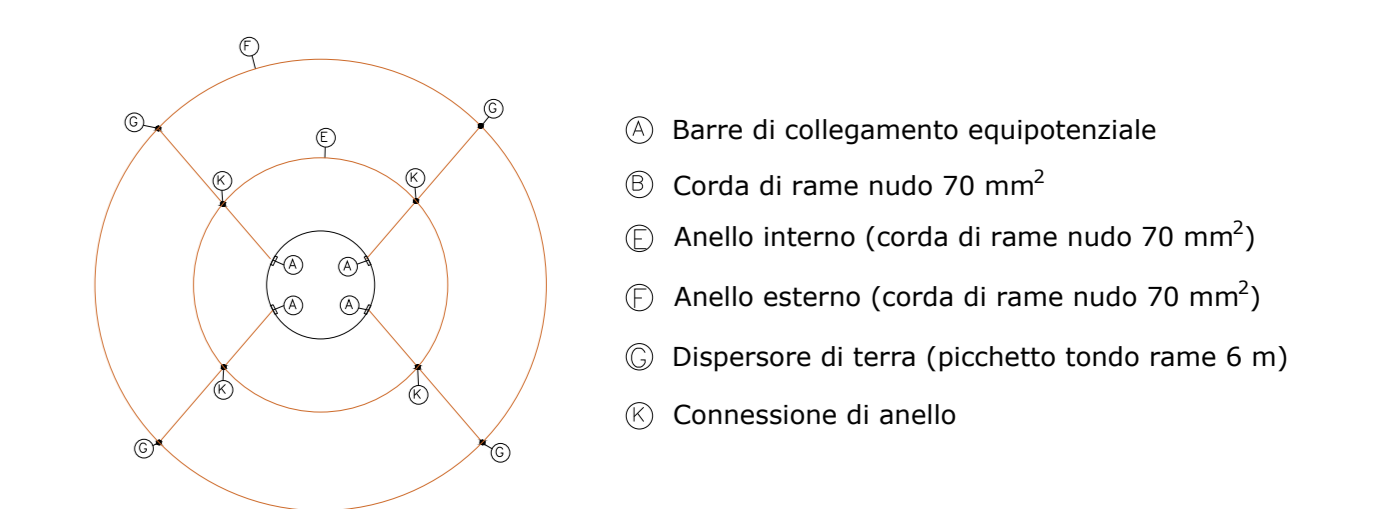 F
G
G
E
K
K
A
A
A
A
K
K
G
G
A Barre di collegamento equipotenziale
B Corda di rame nudo 70 mm²
E Anello interno (corda di rame nudo 70 mm²)
F Anello esterno (corda di rame nudo 70 mm²)
G Dispersore di terra (picchetto tondo rame 6 m)
K Connessione di anello